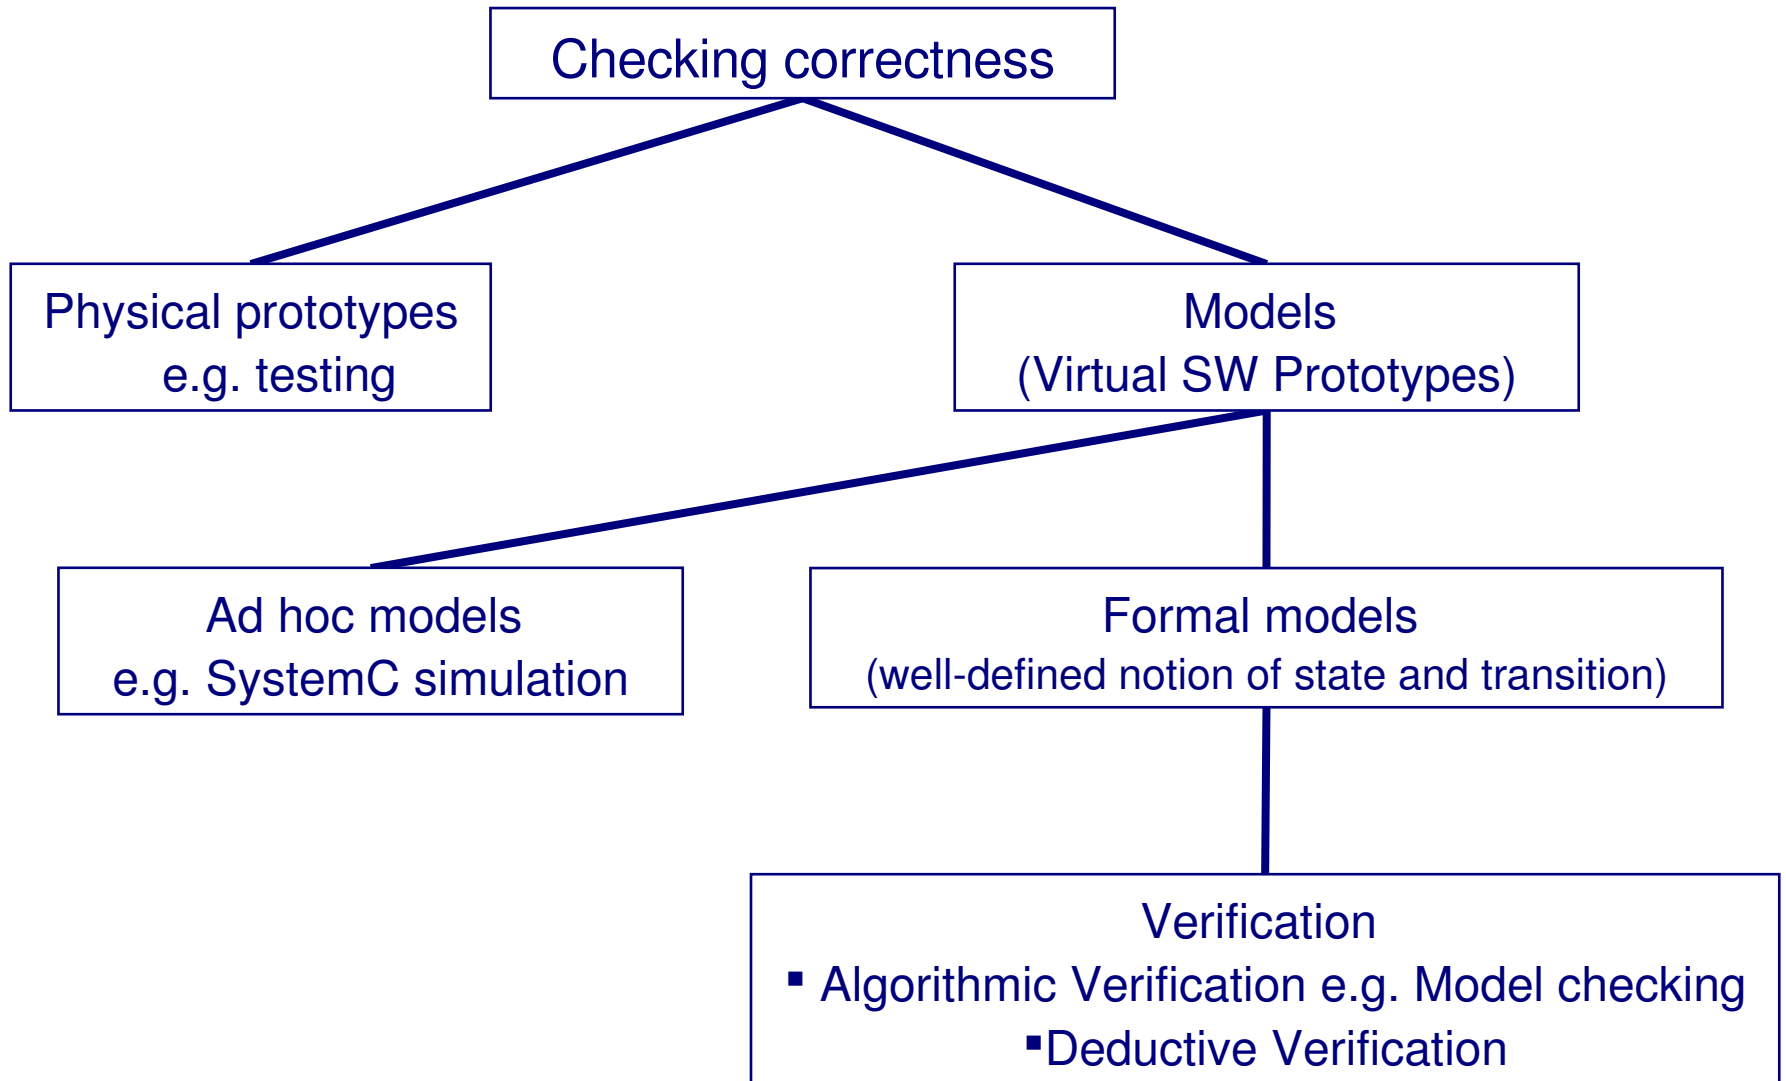 Checking correctness
Physical prototypes
e.g. testing
Models
(Virtual SW Prototypes)
Ad hoc models
e.g. SystemC simulation
Formal models
(well-defined notion of state and transition)
Verification
▪ Algorithmic Verification e.g. Model checking
▪Deductive Verification